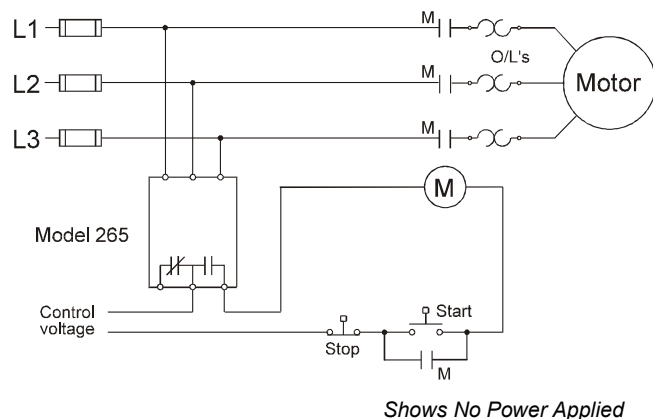 L1
M
O/L's
L2
M
Motor
L3
M
M
Model 265
Control
voltage
Start
Stop
M
Shows No Power Applied